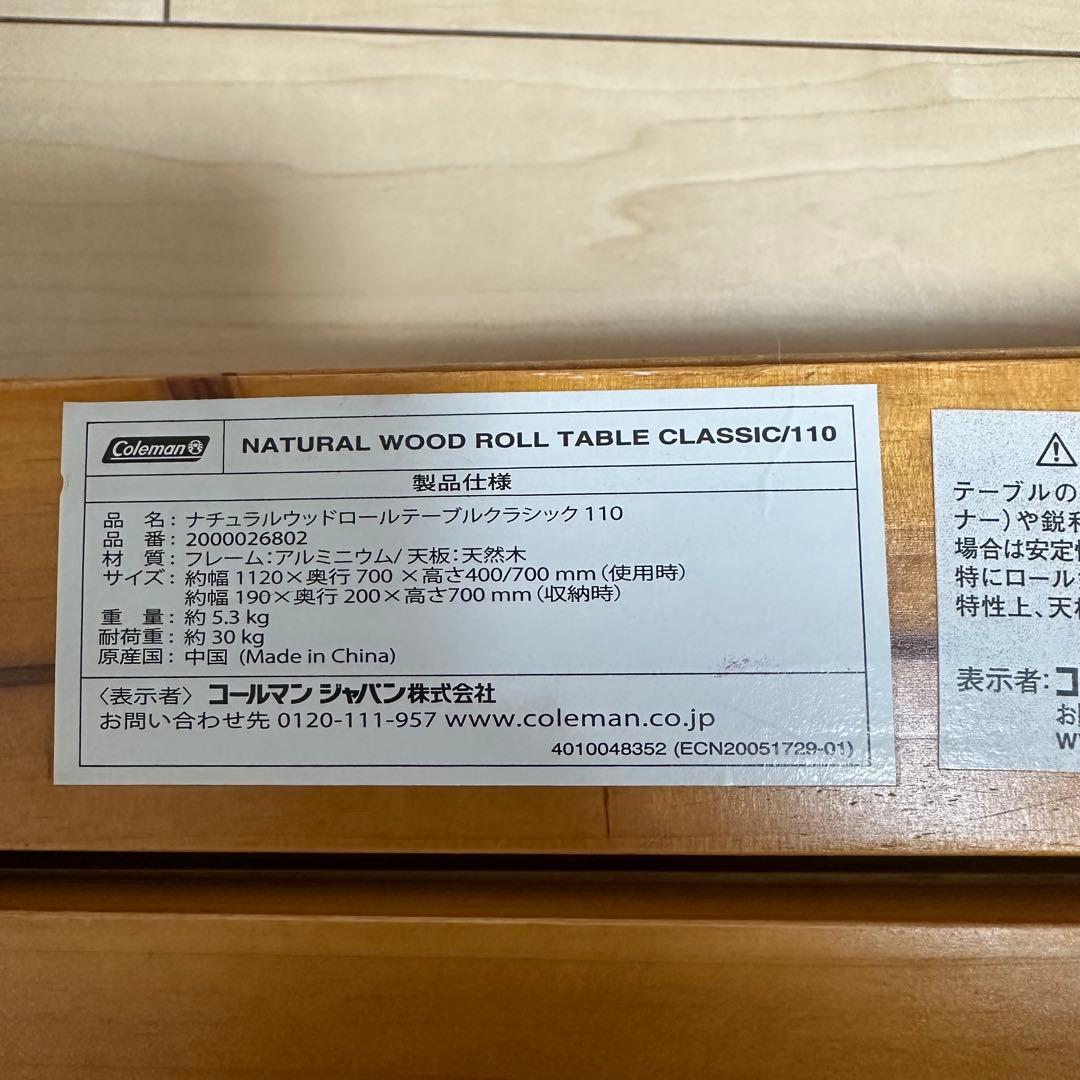 Coleman
NATURAL WOOD ROLL TABLE CLASSIC/110
製品仕様
品 名：ナチュラルウッドロールテーブルクラシック 110
品 番：2000026802
材 質：フレーム：アルミニウム/ 天板：天然木
サイズ：約幅 1120×奥行 700 ×高さ400/700 mm（使用時）
約幅 190×奥行 200×高さ700 mm（収納時）
重 量：約 5.3 kg
耐荷重：約 30 kg
原産国：中国 (Made in China)
〈表示者〉 コールマン ジャパン株式会社
お問い合わせ先 0120-111-957 www.coleman.co.jp
4010048352 (ECN20051729-01)
テーブルの
ナー）や鋭利
場合は安定
特にロール
特性上、天
表示者：コ
お